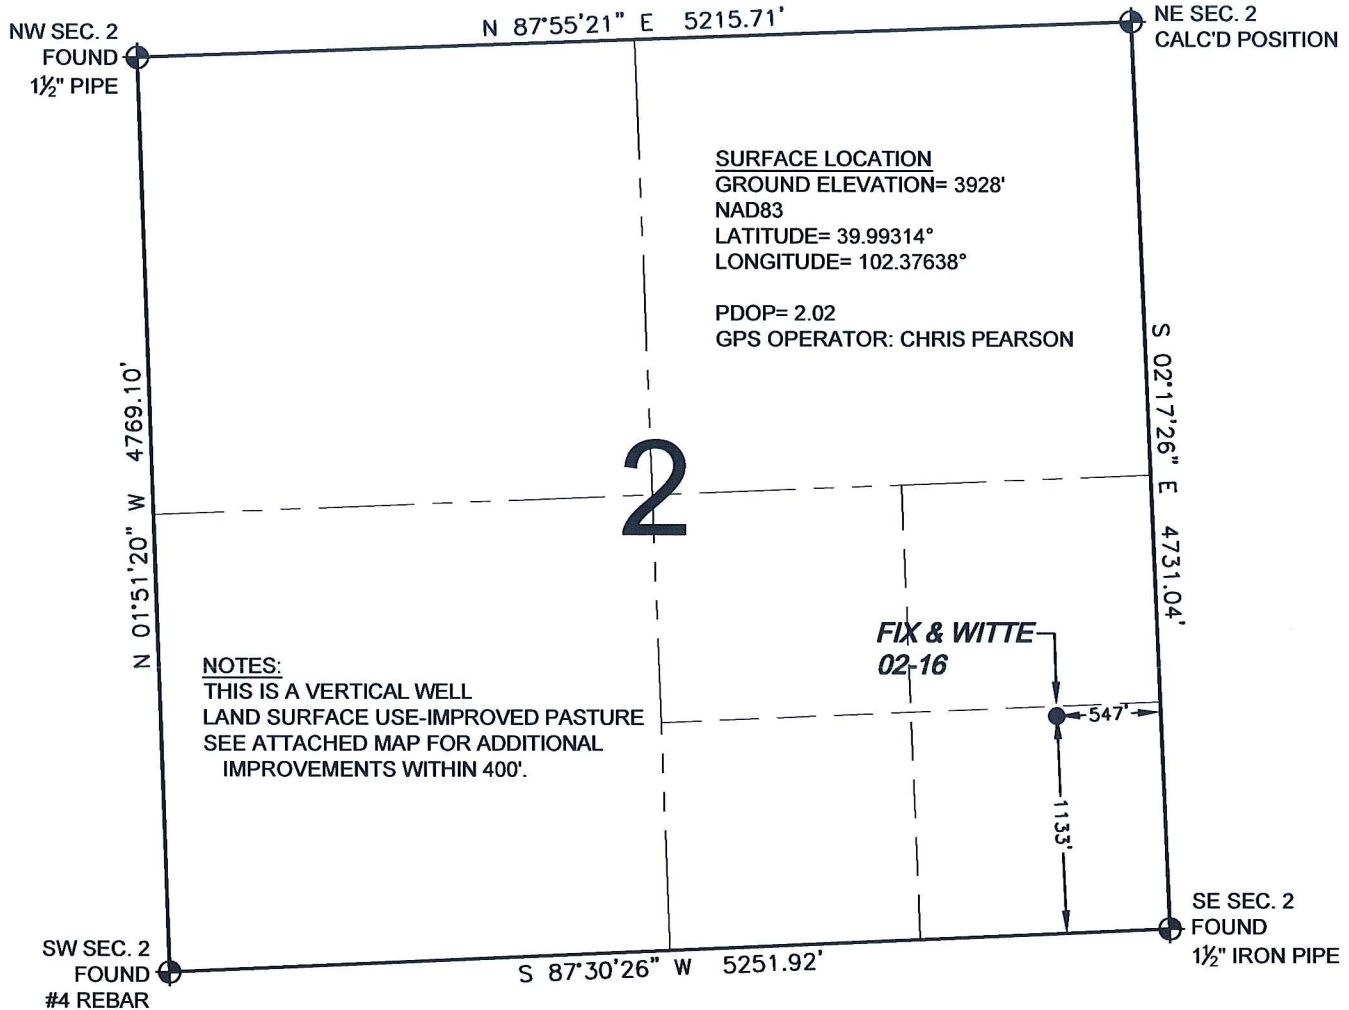 N 87°55'21" E 5215.71'
NW SEC. 2
FOUND
1½" PIPE
NE SEC. 2
CALC'D POSITION
SURFACE LOCATION
GROUND ELEVATION= 3928'
NAD83
LATITUDE= 39.99314°
LONGITUDE= 102.37638°
PDOP= 2.02
GPS OPERATOR: CHRIS PEARSON
N 01°51'20" W 4769.10'
S 02°17'26" E 4731.04'
2
FIX & WITTE
02-16
547'
1133'
NOTES:
THIS IS A VERTICAL WELL
LAND SURFACE USE-IMPROVED PASTURE
SEE ATTACHED MAP FOR ADDITIONAL
IMPROVEMENTS WITHIN 400'.
SW SEC. 2
FOUND
#4 REBAR
S 87°30'26" W 5251.92'
SE SEC. 2
FOUND
1½" IRON PIPE